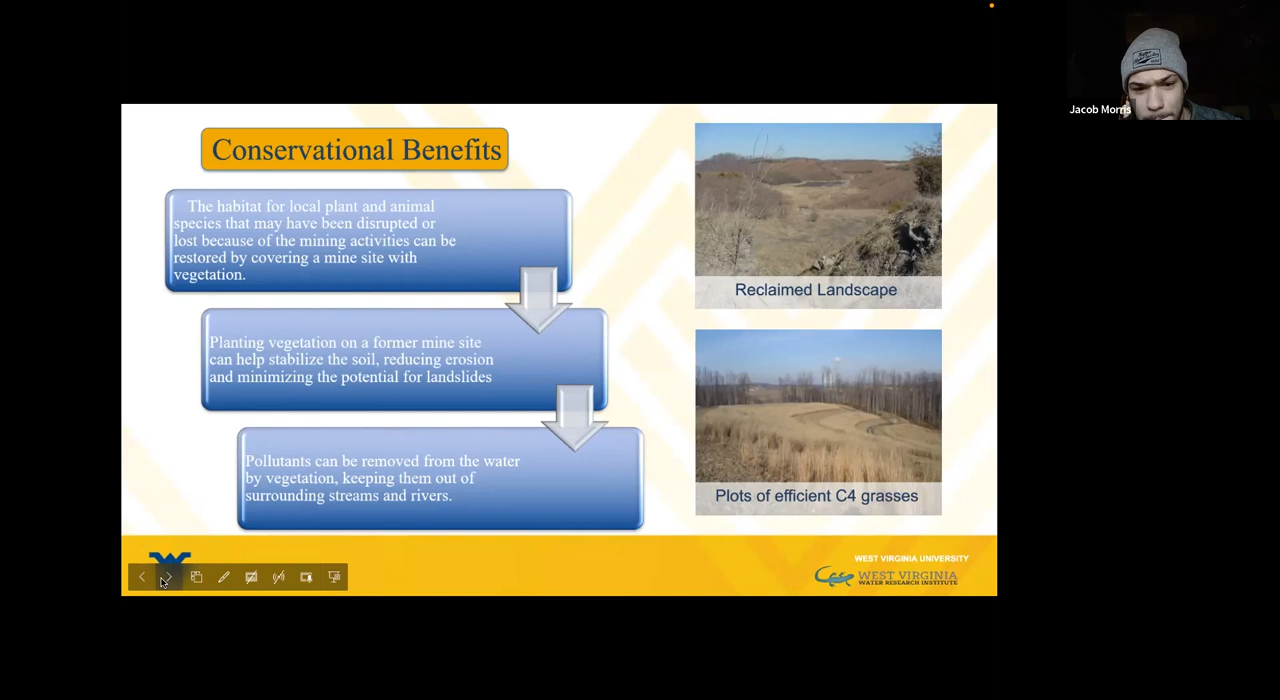 Jacob Morris
Conservational Benefits
The habitat for local plant and animal
species that may have been disrupted or
lost because of the mining activities can be
restored by covering a mine site with
vegetation.
Planting vegetation on a former mine site
can help stabilize the soil, reducing erosion
and minimizing the potential for landslides
Pollutants can be removed from the water
by vegetation, keeping them out of
surrounding streams and rivers.
Reclaimed Landscape
Plots of efficient C4 grasses
WEST VIRGINIA UNIVERSITY
WEST VIRGINIA
WATER RESEARCH INSTITUTE